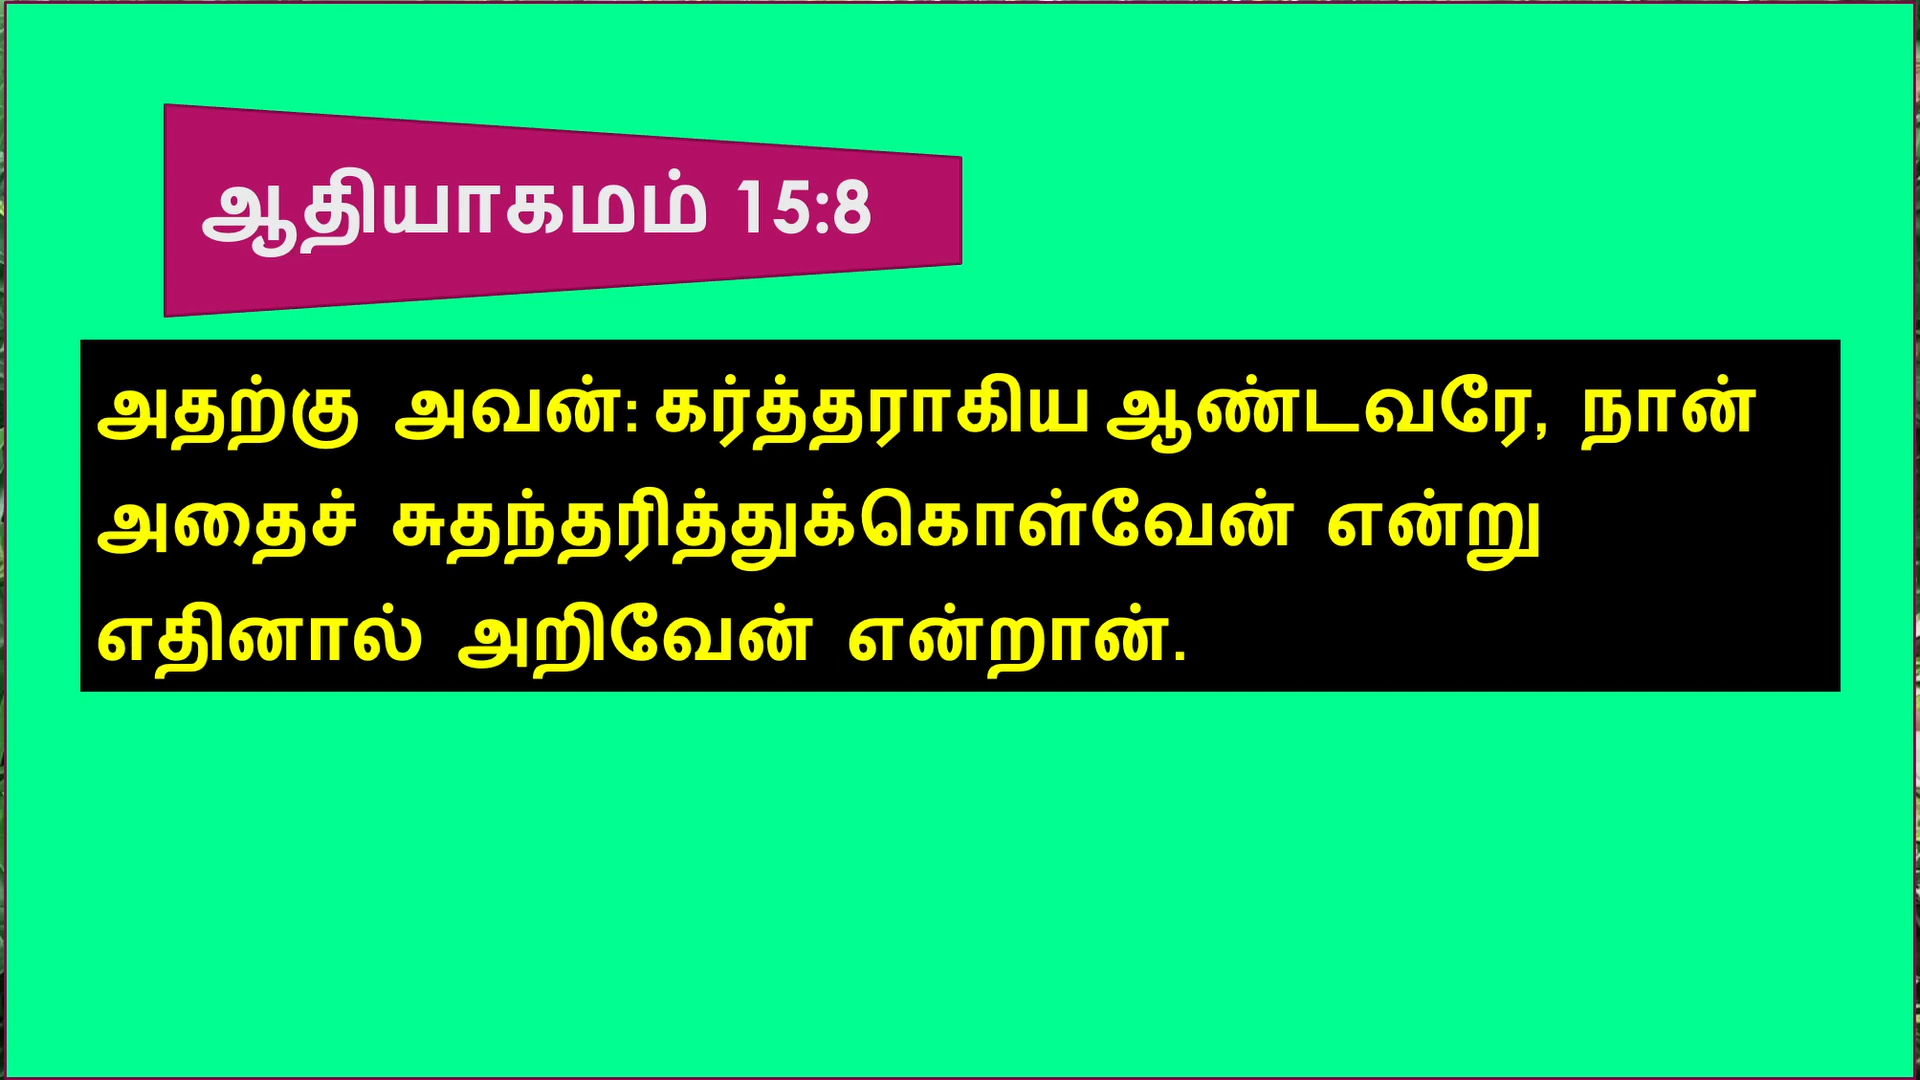 ஆதியாகமம் 15:8
அதற்கு அவன்: கர்த்தராகிய ஆண்டவரே, நான்
அதைச் சுதந்தரித்துக்கொள்வேன் என்று
எதினால் அறிவேன் என்றான்.